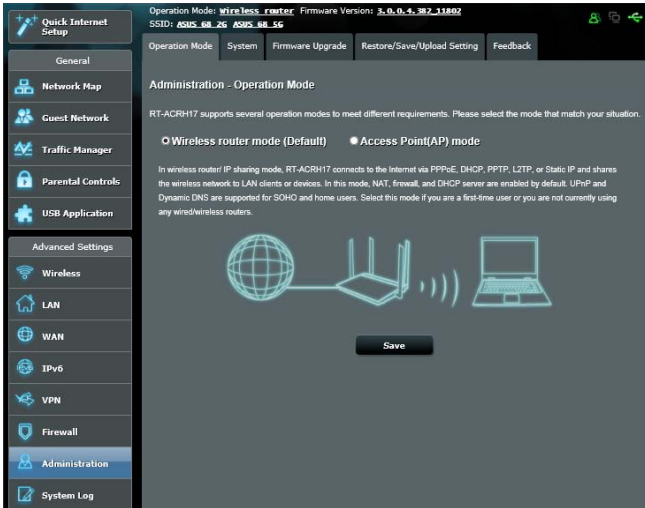 Quick Internet
Setup
General
Network Map
Guest Network
Traffic Manager
Parental Controls
USB Application
Advanced Settings
Wireless
LAN
WAN
IPv6
VPN
Firewall
Administration
System Log
Operation Mode: Wireless router Firmware Version: 3.0.0.4.382_11802
SSID: ASUS_68_2G ASUS_68_5G
Operation Mode System Firmware Upgrade Restore/Save/Upload Setting Feedback
Administration - Operation Mode
RT-ACRH17 supports several operation modes to meet different requirements. Please select the mode that match your situation.
Wireless router mode (Default) Access Point(AP) mode
In wireless router/ IP sharing mode, RT-ACRH17 connects to the Internet via PPPoE, DHCP, PPTP, L2TP, or Static IP and shares
the wireless network to LAN clients or devices. In this mode, NAT, firewall, and DHCP server are enabled by default. UPnP and
Dynamic DNS are supported for SOHO and home users. Select this mode if you are a first-time user or you are not currently using
any wired/wireless routers.
Save